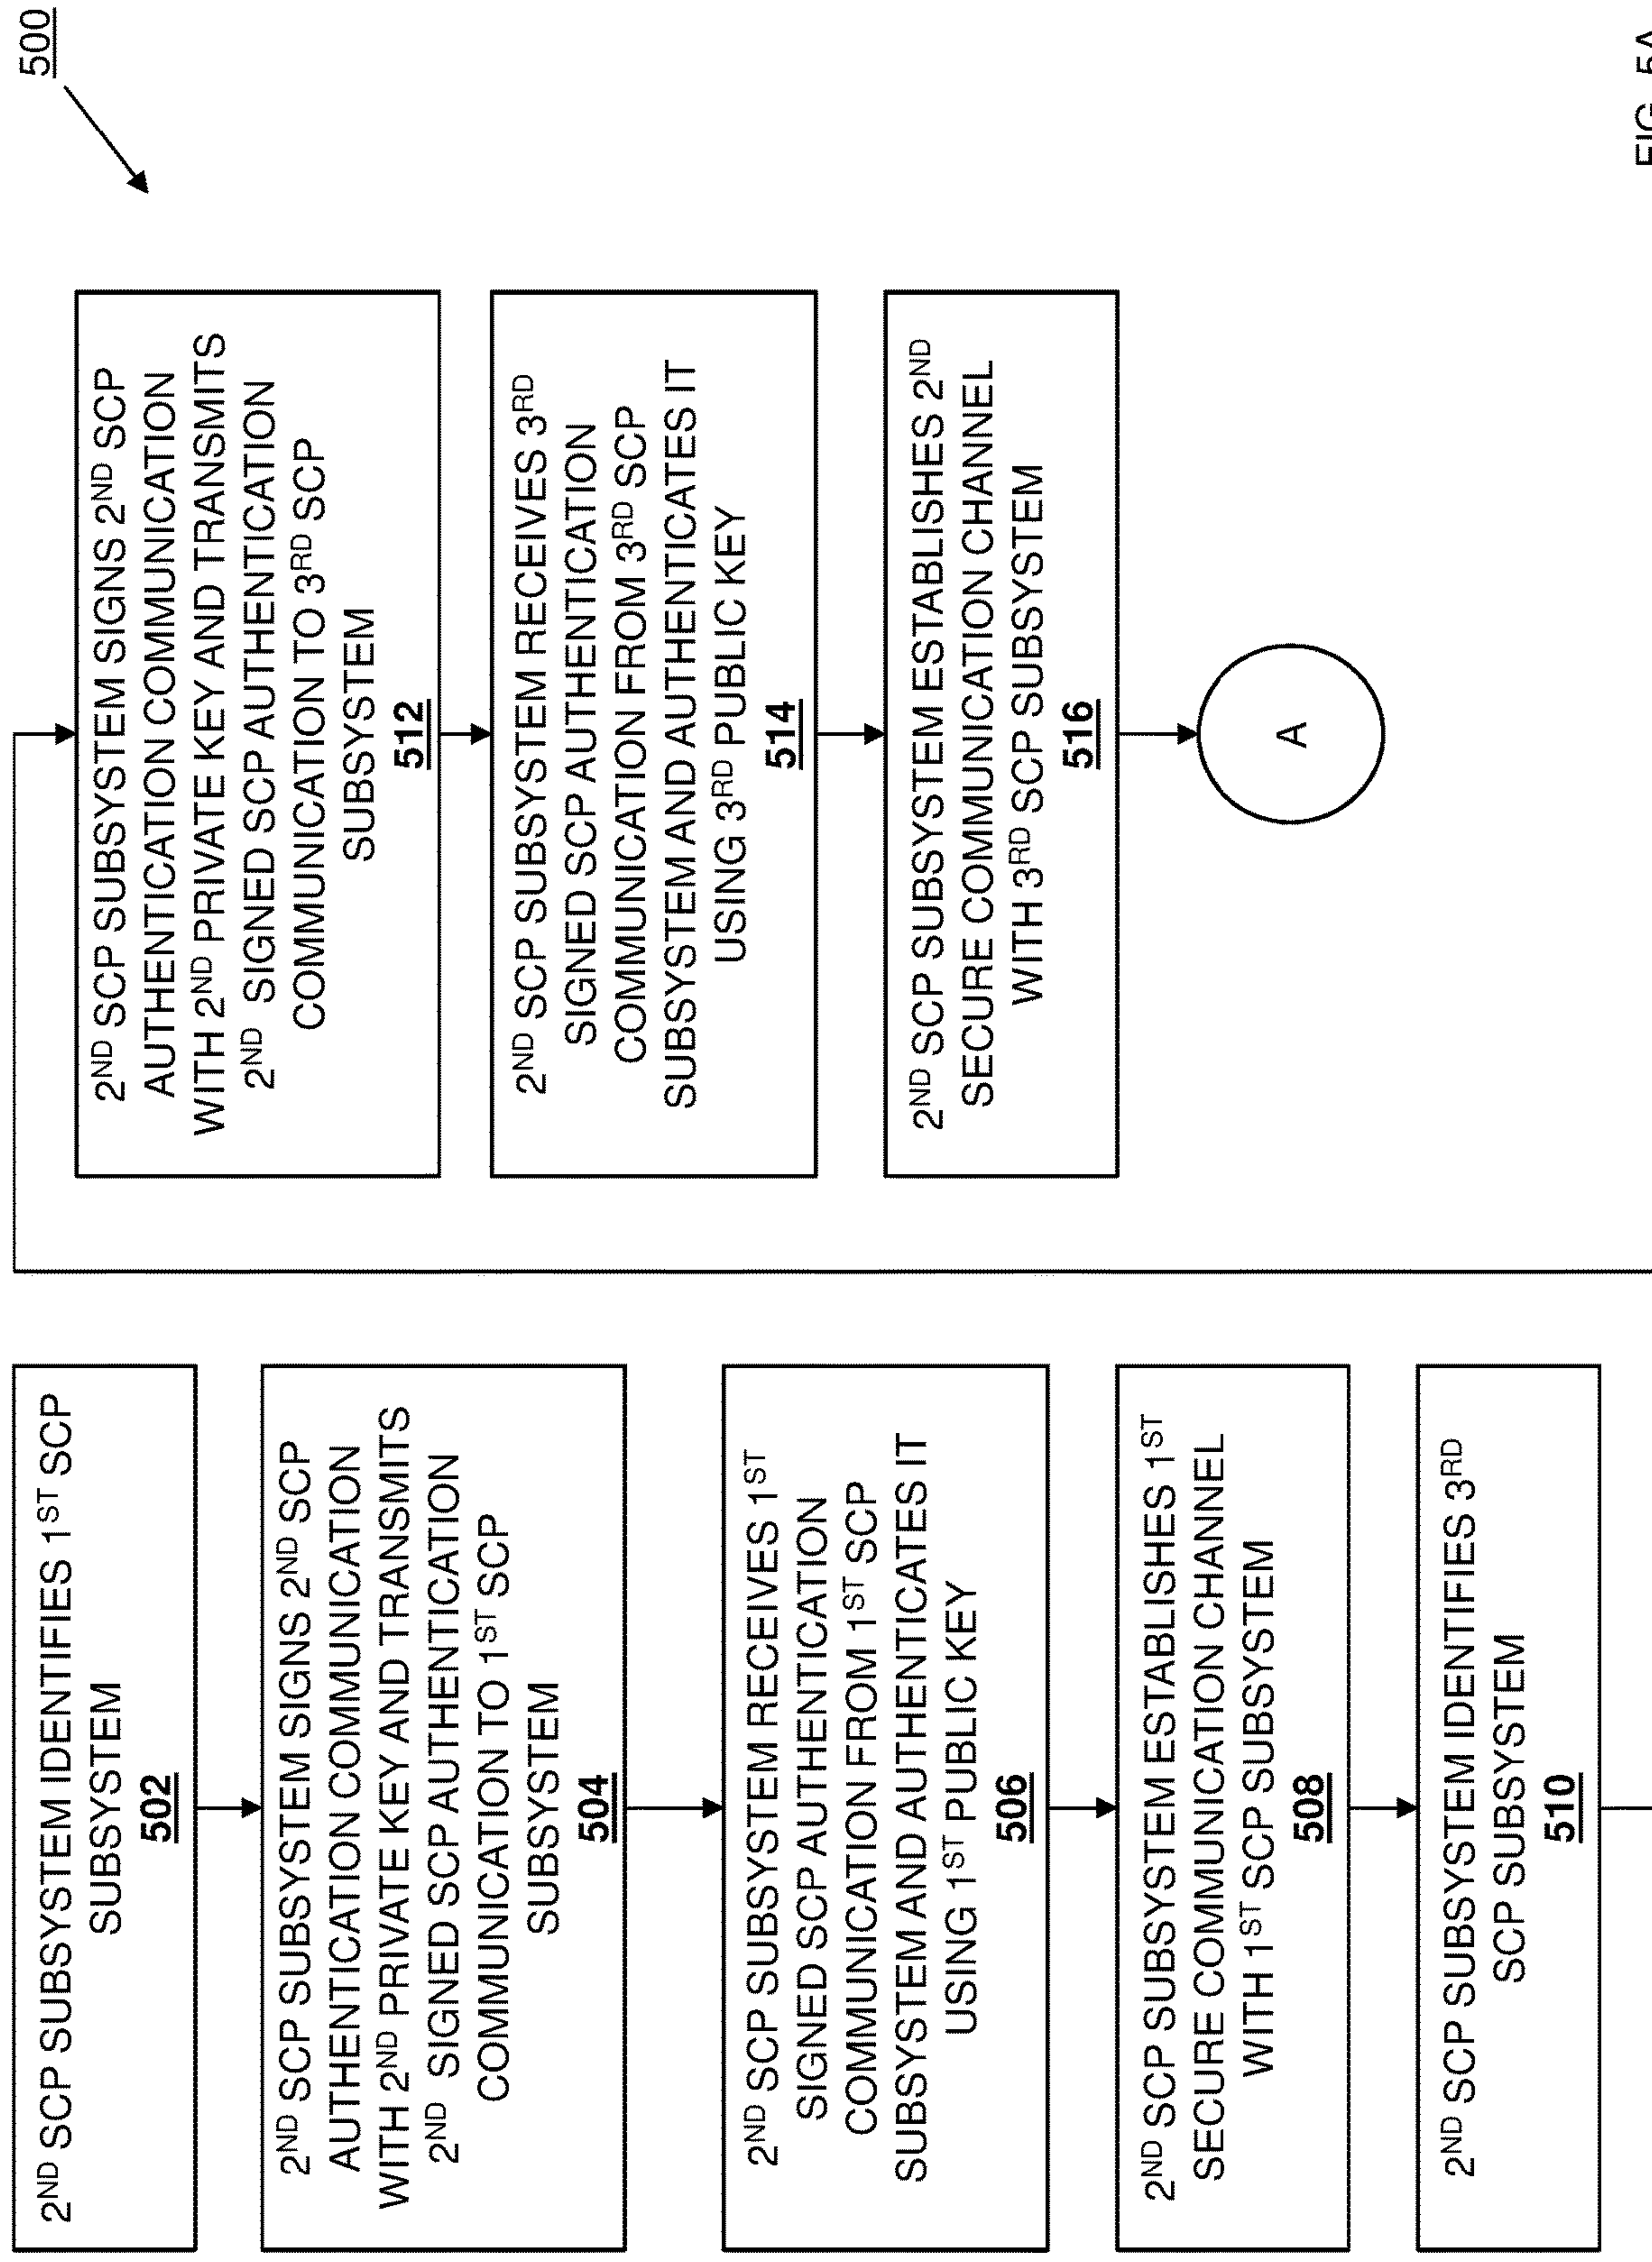 500
2ND SCP SUBSYSTEM IDENTIFIES 1ST SCP
SUBSYSTEM
502
2ND SCP SUBSYSTEM SIGNS 2ND SCP
AUTHENTICATION COMMUNICATION
WITH 2ND PRIVATE KEY AND TRANSMITS
2ND SIGNED SCP AUTHENTICATION
COMMUNICATION TO 1ST SCP
SUBSYSTEM
504
2ND SCP SUBSYSTEM RECEIVES 1ST
SIGNED SCP AUTHENTICATION
COMMUNICATION FROM 1ST SCP
SUBSYSTEM AND AUTHENTICATES IT
USING 1ST PUBLIC KEY
506
2ND SCP SUBSYSTEM ESTABLISHES 1ST
SECURE COMMUNICATION CHANNEL
WITH 1ST SCP SUBSYSTEM
508
2ND SCP SUBSYSTEM IDENTIFIES 3RD
SCP SUBSYSTEM
510
2ND SCP SUBSYSTEM SIGNS 2ND SCP
AUTHENTICATION COMMUNICATION
WITH 2ND PRIVATE KEY AND TRANSMITS
2ND SIGNED SCP AUTHENTICATION
COMMUNICATION TO 3RD SCP
SUBSYSTEM
512
2ND SCP SUBSYSTEM RECEIVES 3RD
SIGNED SCP AUTHENTICATION
COMMUNICATION FROM 3RD SCP
SUBSYSTEM AND AUTHENTICATES IT
USING 3RD PUBLIC KEY
514
2ND SCP SUBSYSTEM ESTABLISHES 2ND
SECURE COMMUNICATION CHANNEL
WITH 3RD SCP SUBSYSTEM
516
A
FIG. 5A